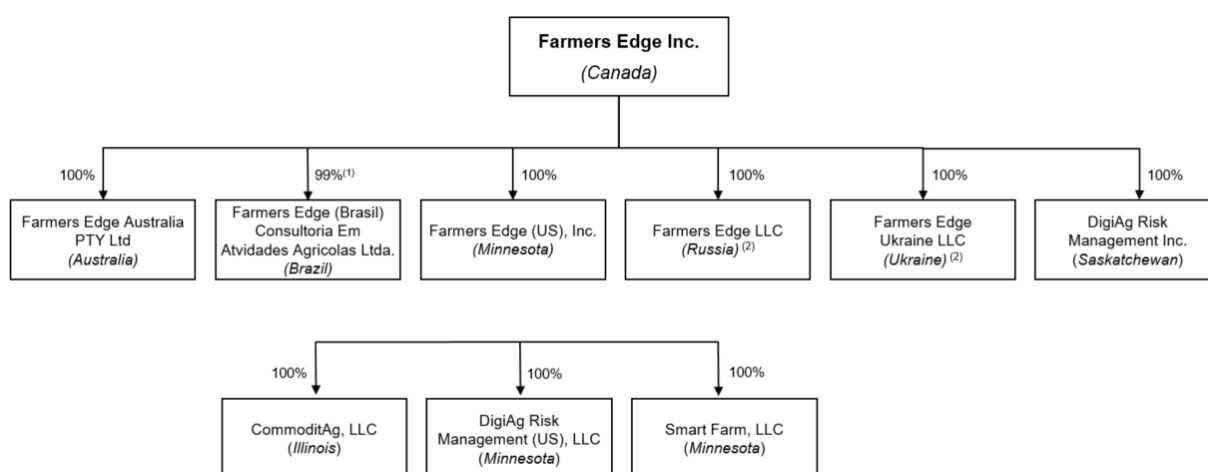 Farmers Edge Inc.
(Canada)
100%
99%(1)
100%
100%
100%
100%
Farmers Edge Australia
PTY Ltd
(Australia)
Farmers Edge (Brasil)
Consultoria Em
Atvidades Agricolas Ltda.
(Brazil)
Farmers Edge (US), Inc.
(Minnesota)
Farmers Edge LLC
(Russia) (2)
Farmers Edge
Ukraine LLC
(Ukraine) (2)
DigiAg Risk
Management Inc.
(Saskatchewan)
100%
100%
100%
CommoditAg, LLC
(Illinois)
DigiAg Risk
Management (US), LLC
(Minnesota)
Smart Farm, LLC
(Minnesota)